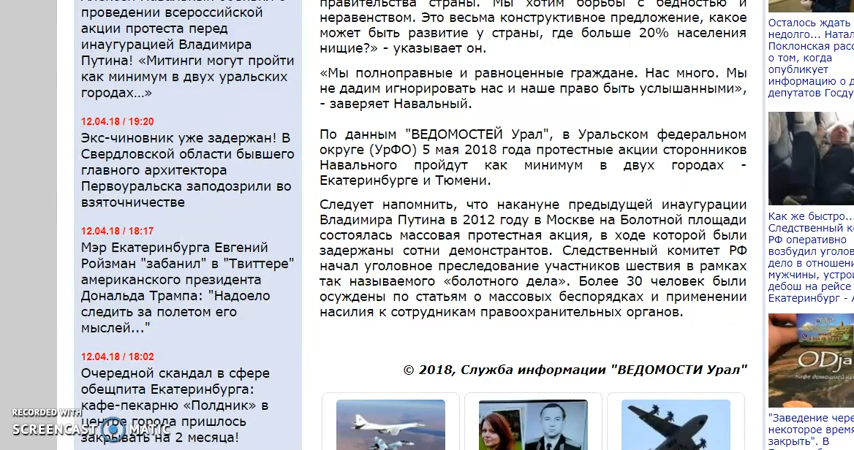 проведении всероссийской
акции протеста перед
инаугурацией Владимира
Путина! «Митинги могут пройти
как минимум в двух уральских
городах...»
12.04.18 / 19:20
Экс-чиновник уже задержан! В
Свердловской области бывшего
главного архитектора
Первоуральска заподозрили во
взяточничестве
12.04.18 / 18:17
Мэр Екатеринбурга Евгений
Ройзман "забанил" в "Твиттере"
американского президента
Дональда Трампа: "Надоело
следить за полетом его
мыслей..."
12.04.18 / 18:02
Очередной скандал в сфере
общепита Екатеринбурга:
кафе-пекарню «Полдник» в
центре города пришлось
закрывать на 2 месяца!
RECORDED WITH
SCREENCAST MATIC
правительства страны. Мы хотим борьбы с бедностью и
неравенством. Это весьма конструктивное предложение, какое
может быть развитие у страны, где больше 20% населения
нищие?» - указывает он.
«Мы полноправные и равноценные граждане. Нас много. Мы
не дадим игнорировать нас и наше право быть услышанными»,
- заверяет Навальный.
По данным "ВЕДОМОСТЕЙ Урал", в Уральском федеральном
округе (УрФО) 5 мая 2018 года протестные акции сторонников
Навального пройдут как минимум в двух городах -
Екатеринбурге и Тюмени.
Следует напомнить, что накануне предыдущей инаугурации
Владимира Путина в 2012 году в Москве на Болотной площади
состоялась массовая протестная акция, в ходе которой были
задержаны сотни демонстрантов. Следственный комитет РФ
начал уголовное преследование участников шествия в рамках
так называемого «болотного дела». Более 30 человек были
осуждены по статьям о массовых беспорядках и применении
насилия к сотрудникам правоохранительных органов.
© 2018, Служба информации "ВЕДОМОСТИ Урал"
Осталось ждать
недолго... Натал
Поклонская расс
о том, когда
опубликует
информацию о д
депутатов Госду
Как же быстро...
Следственный к
РФ оперативно
возбудил уголов
дело в отношени
мужчины, устрои
дебош на рейсе
Екатеринбург - А
ODja
"Заведение чере
некоторое время
закрыть". В